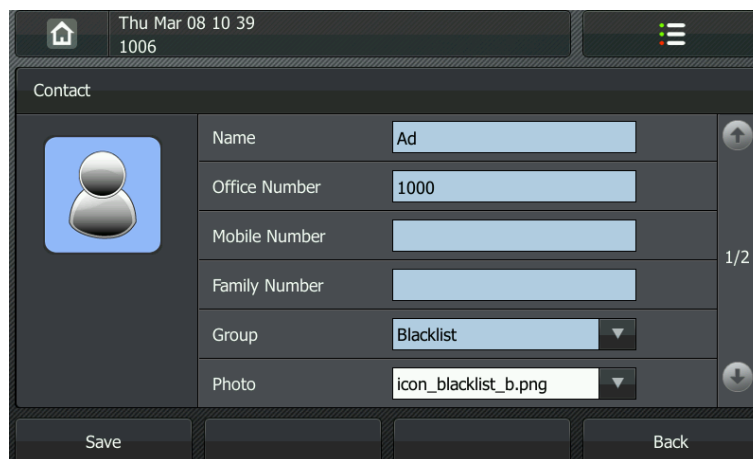 Thu Mar 08 10 39
1006
Contact
Name
Ad
Office Number
1000
Mobile Number
Family Number
1/2
Group
Blacklist
Photo
icon_blacklist_b.png
Save
Back